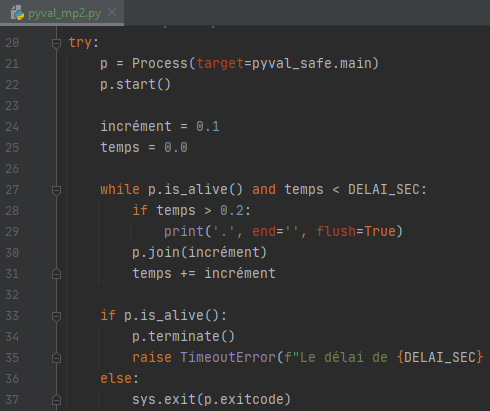 pyval_mp2.py
20 try:
21 p = Process(target=pyval_safe.main)
22 p.start()
23
24 incrément = 0.1
25 temps = 0.0
26
27 while p.is_alive() and temps < DELAI_SEC:
28 if temps > 0.2:
29 print('.', end='', flush=True)
30 p.join(incrément)
31 temps += incrément
32
33 if p.is_alive():
34 p.terminate()
35 raise TimeoutError(f"Le délai de {DELAI_SEC}
36 else:
37 sys.exit(p.exitcode)